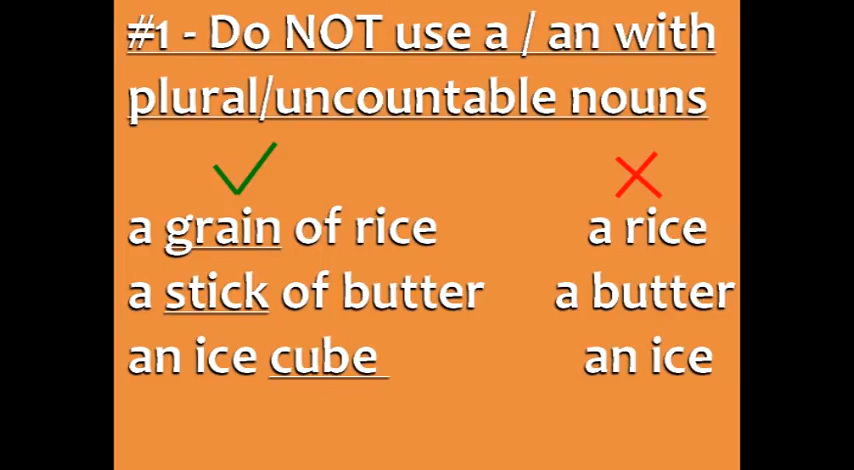 #1 - Do NOT use a / an with
plural/uncountable nouns
a grain of rice a rice
a stick of butter a butter
an ice cube an ice